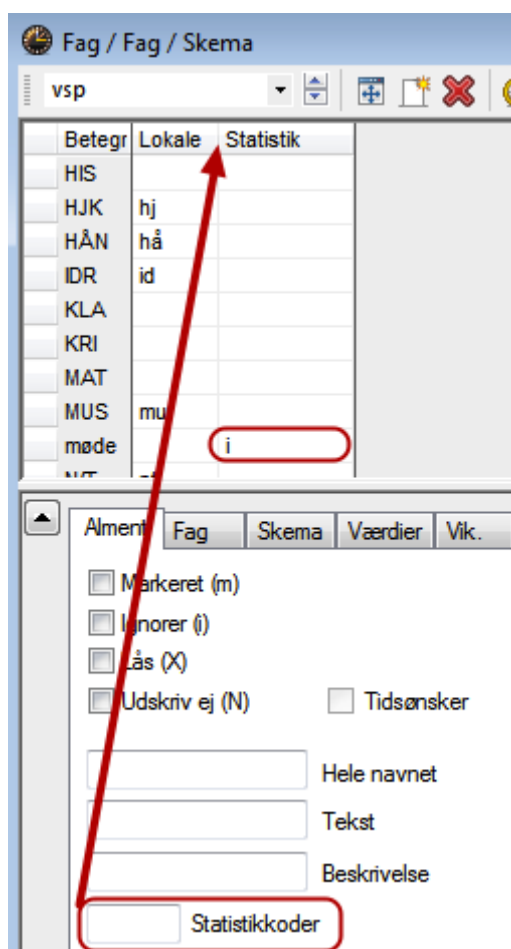 Fag / Fag / Skema
vsp
Betegr Lokale Statistik
HIS
HJK hj
HÅN hå
IDR id
KLA
KRI
MAT
MUS mu
møde i
Alment Fag Skema Værdier Vik.
Markeret (m)
Ignorer (i)
Lås (X)
Udskriv ej (N) Tidsønsker
Hele navnet
Tekst
Beskrivelse
Statistikkoder